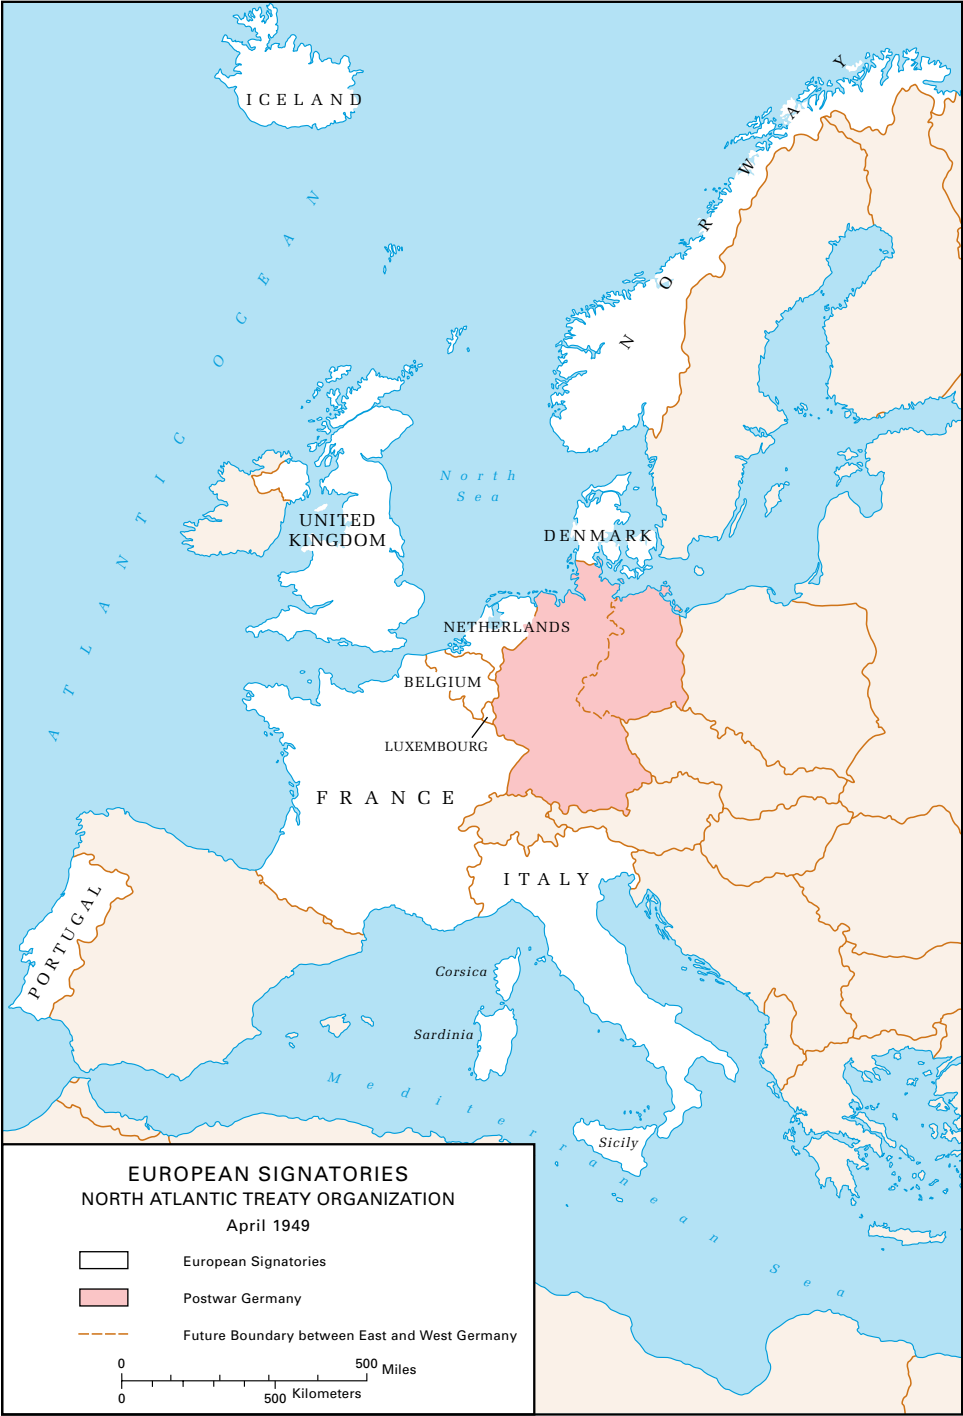 ICELAND
NORWAY
ATLANTIC OCEAN
North
Sea
UNITED
KINGDOM
DENMARK
NETHERLANDS
BELGIUM
LUXEMBOURG
FRANCE
ITALY
PORTUGAL
Corsica
Sardinia
Mediterranean Sea
Sicily
EUROPEAN SIGNATORIES
NORTH ATLANTIC TREATY ORGANIZATION
April 1949
European Signatories
Postwar Germany
Future Boundary between East and West Germany
0 500 Miles
0 500 Kilometers